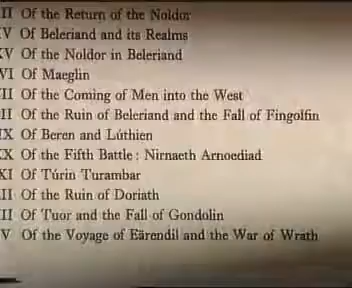 II Of the Return of the Noldor
V Of Beleriand and its Realms
XV Of the Noldor in Beleriand
VI Of Maeglin
II Of the Coming of Men into the West
II Of the Ruin of Beleriand and the Fall of Fingolfin
IX Of Beren and Lúthien
XX Of the Fifth Battle: Nirnaeth Arnoediad
XI Of Túrin Turambar
II Of the Ruin of Doriath
II Of Tuor and the Fall of Gondolin
V Of the Voyage of Eärendil and the War of Wrath